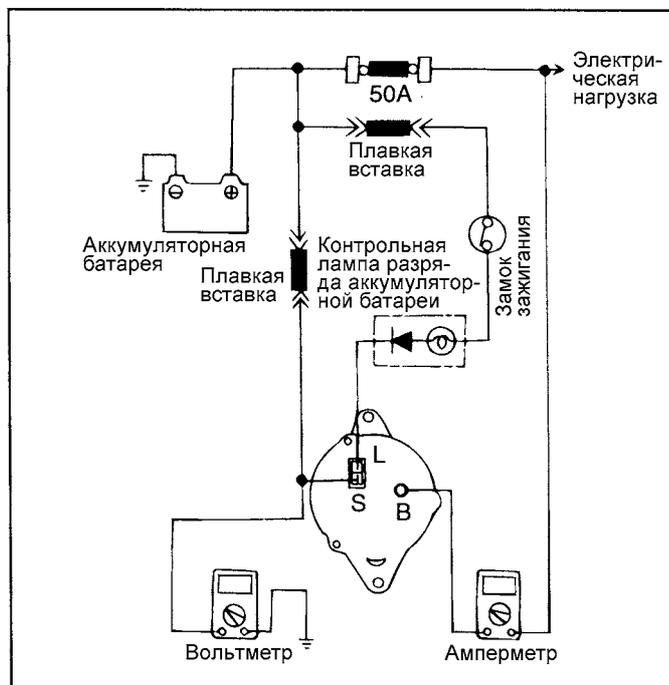 Электри-
ческая
нагрузка
50А
Плавкая
вставка
Аккумуляторная
батарея
Плавкая
вставка
Контрольная
лампа разря-
да аккумулятор-
ной батареи
Замок
зажигания
L
S
B
Вольтметр
Амперметр